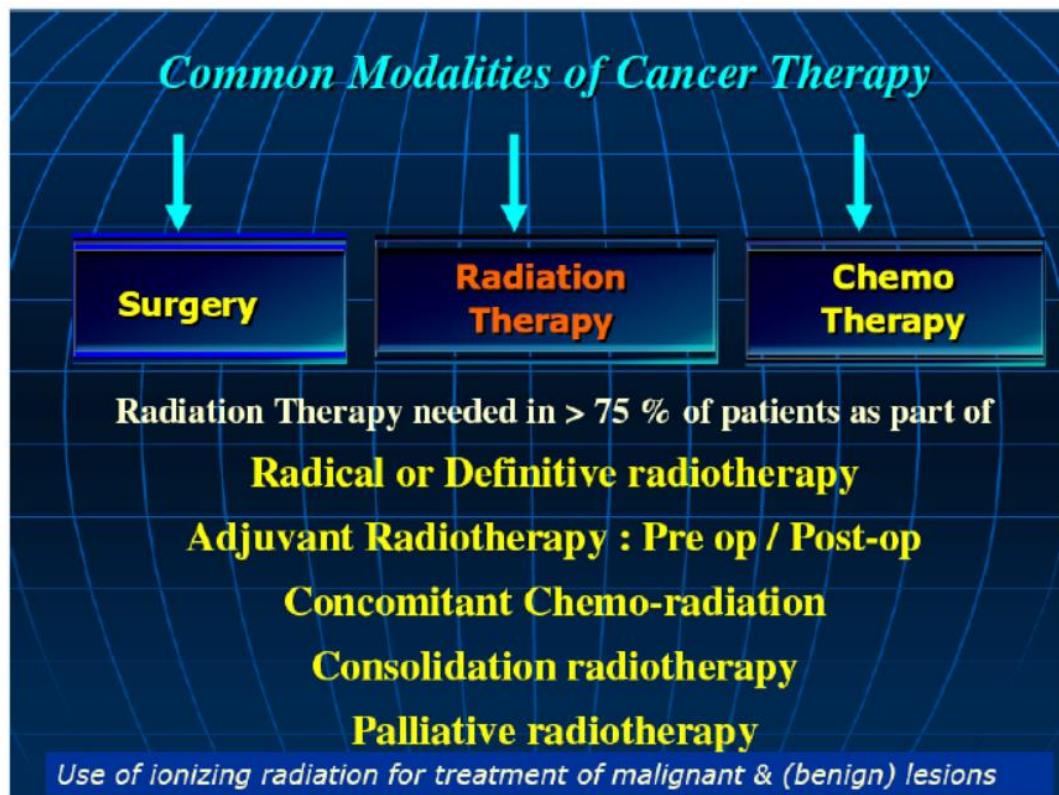 Common Modalities of Cancer Therapy
Surgery
Radiation
Therapy
Chemo
Therapy
Radiation Therapy needed in > 75 % of patients as part of
Radical or Definitive radiotherapy
Adjuvant Radiotherapy : Pre op / Post-op
Concomitant Chemo-radiation
Consolidation radiotherapy
Palliative radiotherapy
Use of ionizing radiation for treatment of malignant & (benign) lesions